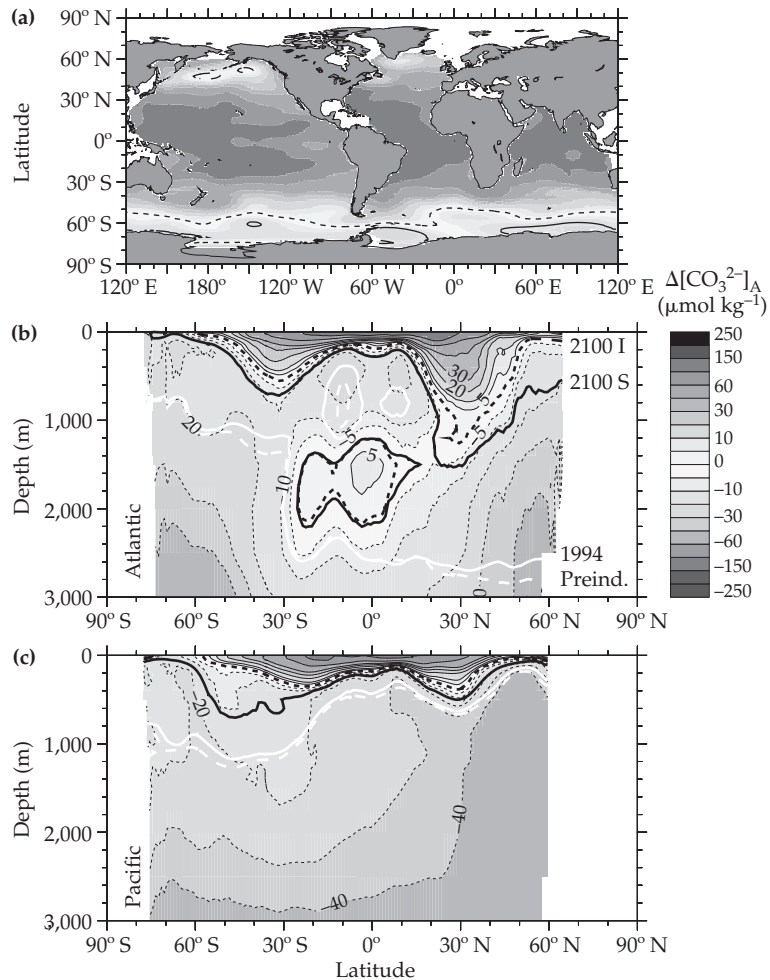 (a)
90° N
60° N
30° N
0°
30° S
60° S
90° S
Latitude
120° E 180° 120° W 60° W 0° 60° E 120° E
Δ[CO₃²⁻]A
(μmol kg⁻¹)
250
150
60
30
10
0
−10
−30
−60
−150
−250
(b)
0
1,000
2,000
3,000
Depth (m)
Atlantic
2100 I
2100 S
1994
Preind.
30
20
5
5
−5
20
10
5
0
90° S 60° S 30° S 0° 30° N 60° N 90° N
(c)
0
1,000
2,000
3,000
Depth (m)
Pacific
−20
−40
−40
90° S 60° S 30° S 0° 30° N 60° N 90° N
Latitude